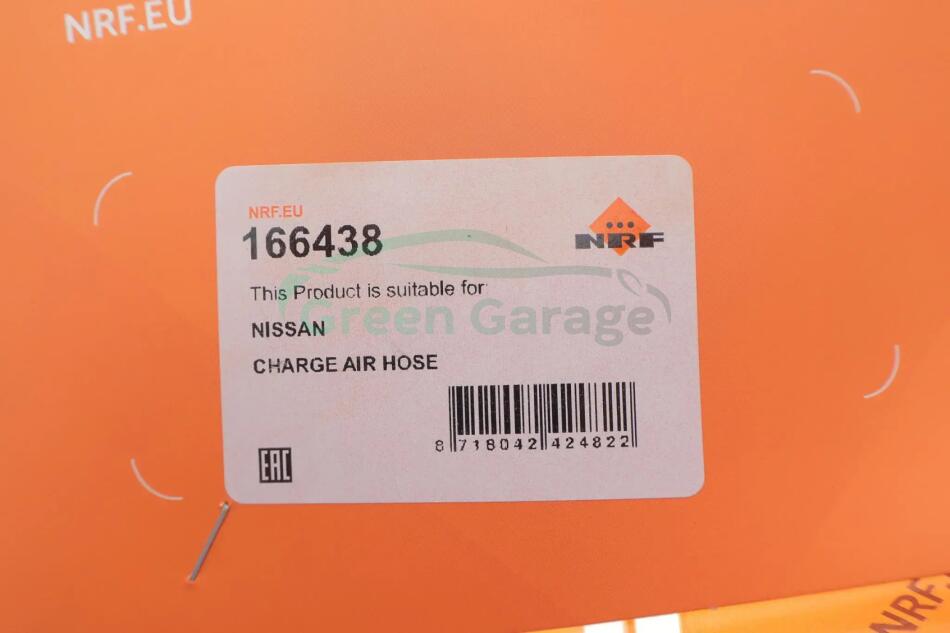 NRF.EU
NRF.EU
166438
NRF
This Product is suitable for
Green Garage
NISSAN
CHARGE AIR HOSE
8 718042 424822
EAC
NRF.